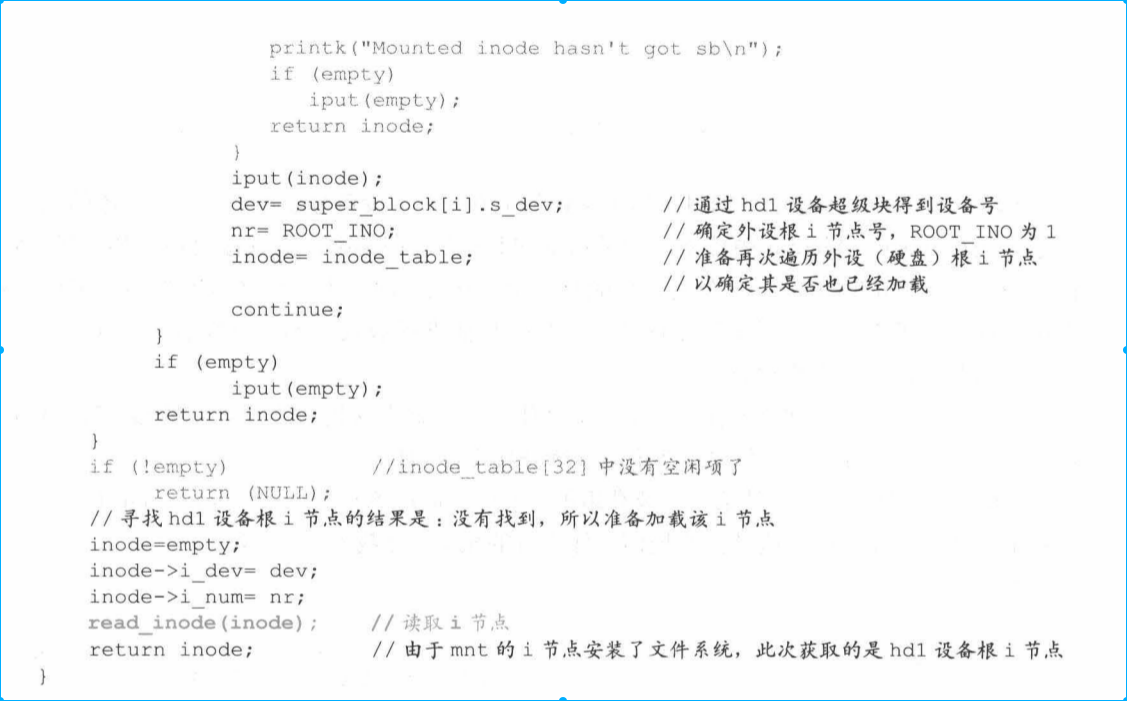 printk("Mounted inode hasn't got sb\n");
if (empty)
iput(empty);
return inode;
}
iput(inode);
dev= super_block[i].s_dev; //通过 hd1 设备超级块得到设备号
nr= ROOT_INO; //确定外设根 i 节点号，ROOT_INO 为 1
inode= inode_table; //准备再次遍历外设（硬盘）根 i 节点
//以确定其是否也已经加载
continue;
}
if (empty)
iput(empty);
return inode;
}
if (!empty) //inode_table[32] 中没有空闲项了
return (NULL);
//寻找 hd1 设备根 i 节点的结果是：没有找到，所以准备加载该 i 节点
inode=empty;
inode->i_dev= dev;
inode->i_num= nr;
read_inode(inode); //读取 i 节点
return inode; //由于 mnt 的 i 节点安装了文件系统，此次获取的是 hd1 设备根 i 节点
}